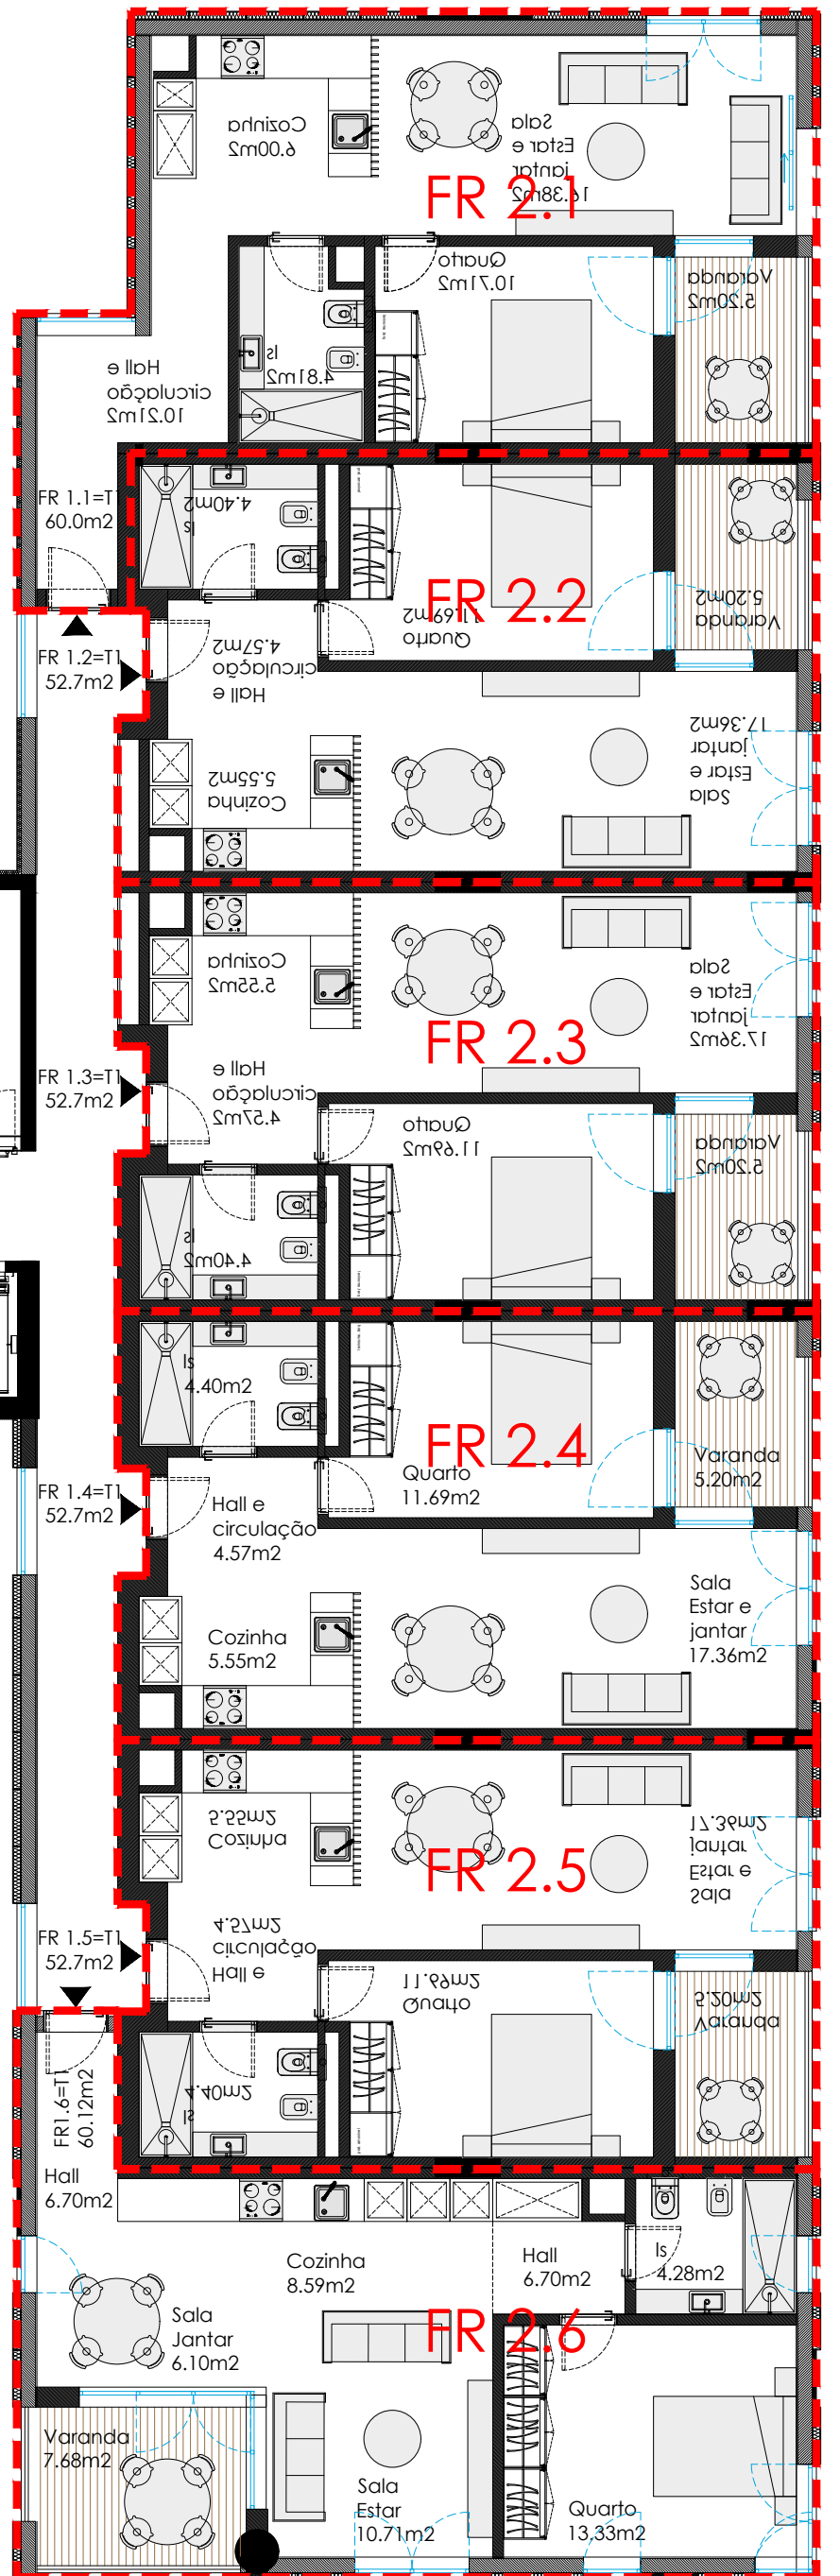 Cozinha
6.00m2
Sala
Estar e
jantar
16.38m2
FR 2.1
Quarto
10.71m2
Varanda
5.20m2
Is
4.81m2
Hall e
circulação
10.21m2
FR 1.1=T1
60.0m2
Is
4.40m2
FR 2.2
Quarto
11.69m2
Varanda
5.20m2
FR 1.2=T1
52.7m2
Hall e
circulação
4.57m2
Cozinha
5.55m2
Sala
Estar e
jantar
17.36m2
Cozinha
5.55m2
Sala
Estar e
jantar
17.36m2
FR 2.3
FR 1.3=T1
52.7m2
Hall e
circulação
4.57m2
Quarto
11.69m2
Varanda
5.20m2
Is
4.40m2
Is
4.40m2
FR 2.4
Quarto
11.69m2
Varanda
5.20m2
FR 1.4=T1
52.7m2
Hall e
circulação
4.57m2
Cozinha
5.55m2
Sala
Estar e
jantar
17.36m2
Cozinha
5.55m2
Sala
Estar e
jantar
17.36m2
FR 2.5
FR 1.5=T1
52.7m2
Hall e
circulação
4.57m2
Quarto
11.69m2
Varanda
5.20m2
Is
4.40m2
FR1.6=T1
60.12m2
Hall
6.70m2
Cozinha
8.59m2
Hall
6.70m2
Is
4.28m2
Sala
Jantar
6.10m2
FR 2.6
Varanda
7.68m2
Sala
Estar
10.71m2
Quarto
13,33m2